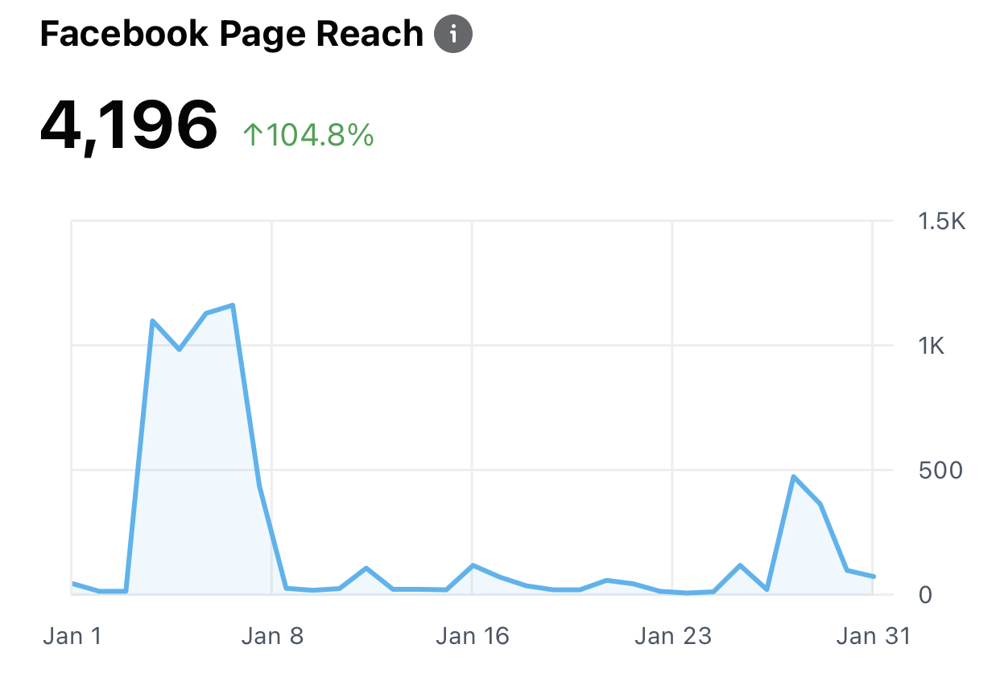 Facebook Page Reach i
4,196 ↑104.8%
1.5K
1K
500
0
Jan 1 Jan 8 Jan 16 Jan 23 Jan 31